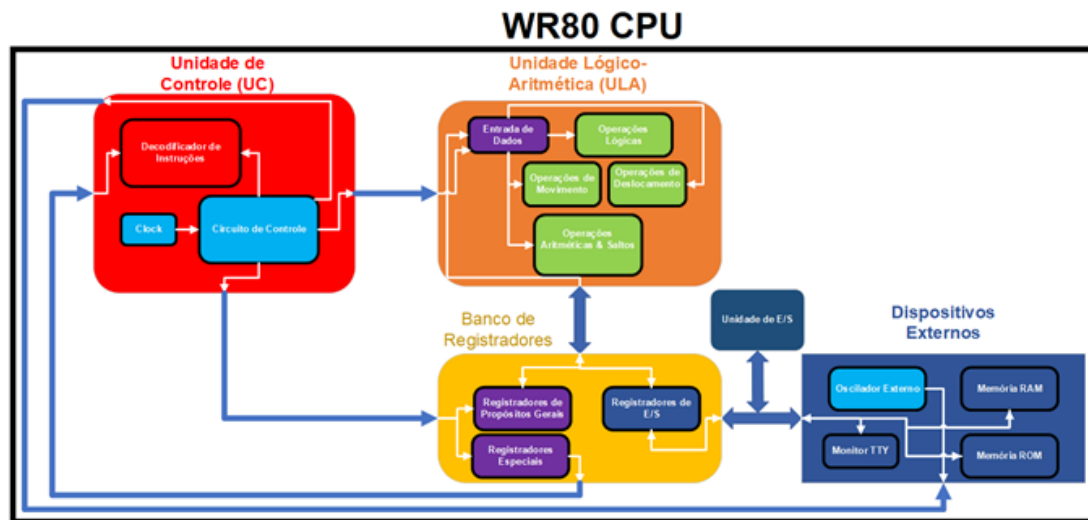 WR80 CPU
Unidade de
Controle (UC)
Unidade Lógico-
Aritmética (ULA)
Decodificador de
Instruções
Clock
Circuito de Controle
Entrada de
Dados
Operações
Lógicas
Operações de
Movimento
Operações de
Deslocamento
Operações
Aritméticas & Saltos
Banco de
Registradores
Registradores de
Propósitos Gerais
Registradores
Especiais
Registradores de
E/S
Unidade de E/S
Dispositivos
Externos
Oscilador Externo
Memória RAM
Monitor TTY
Memória ROM